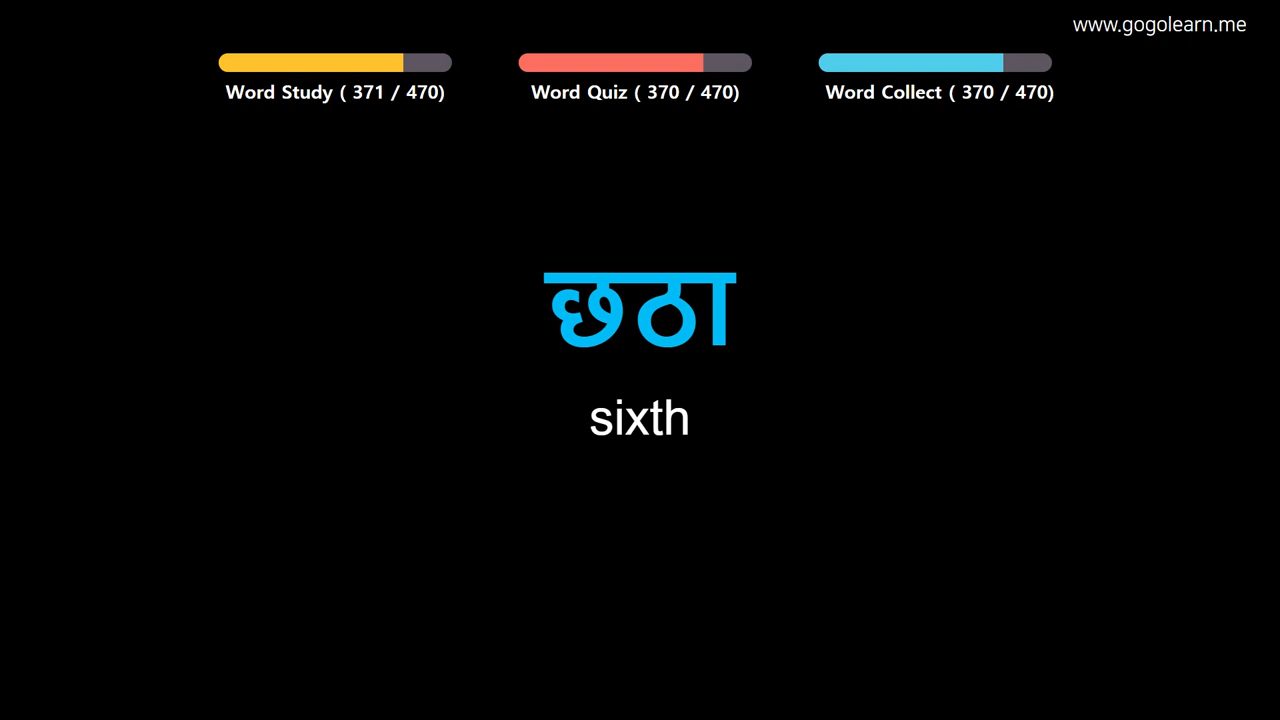 www.gogolearn.me
Word Study ( 371 / 470)
Word Quiz ( 370 / 470)
Word Collect ( 370 / 470)
छठा
sixth